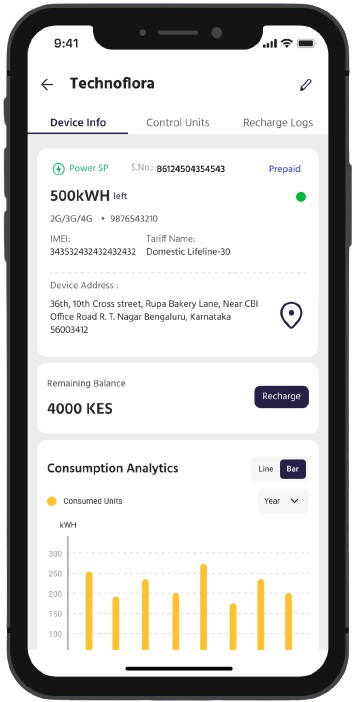 9:41
Technoflora
Device Info Control Units Recharge Logs
Power SP S.No.: 86124504354543 Prepaid
500kWH left
2G/3G/4G • 9876543210
IMEI: Tariff Name:
343532432432432432 Domestic Lifeline-30
Device Address :
36th, 10th Cross street, Rupa Bakery Lane, Near CBI
Office Road R. T. Nagar Bengaluru, Karnataka
56003412
Remaining Balance
4000 KES
Recharge
Consumption Analytics
Line Bar
Consumed Units
Year
kWH
300
250
200
150
100